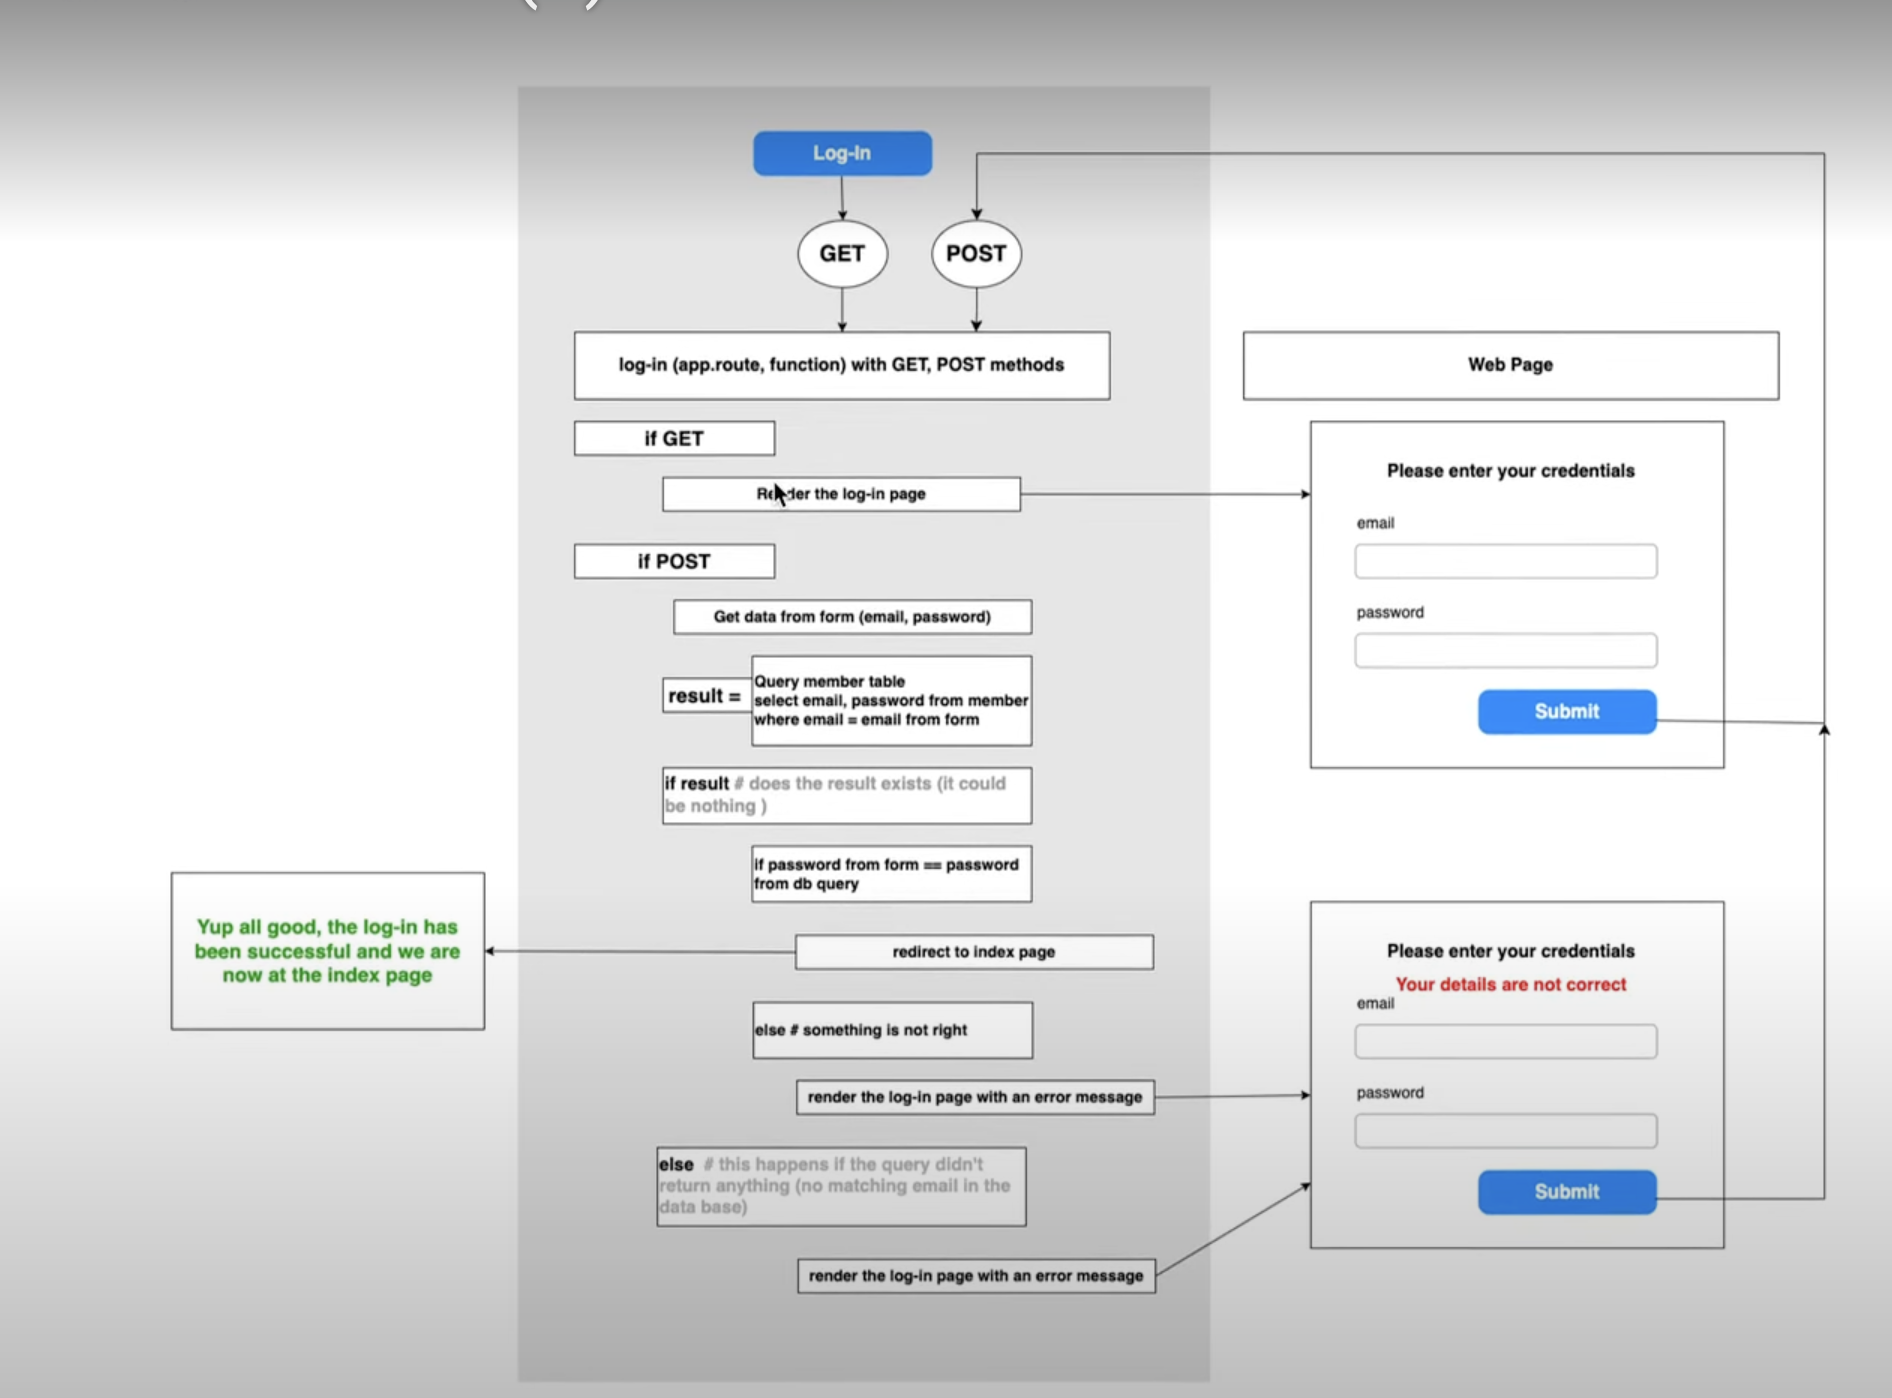 Log-In
GET
POST
log-in (app.route, function) with GET, POST methods
Web Page
if GET
Render the log-in page
if POST
Get data from form (email, password)
result =
Query member table
select email, password from member
where email = email from form
if result # does the result exists (it could
be nothing )
if password from form == password
from db query
redirect to index page
Yup all good, the log-in has
been successful and we are
now at the index page
else # something is not right
render the log-in page with an error message
else # this happens if the query didn't
return anything (no matching email in the
data base)
render the log-in page with an error message
Please enter your credentials
email
password
Submit
Please enter your credentials
Your details are not correct
email
password
Submit